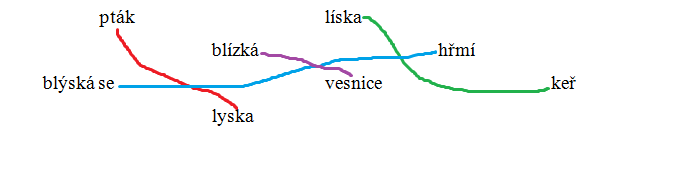 pták líska
blízká hřmí
blýská se vesnice keř
lyska